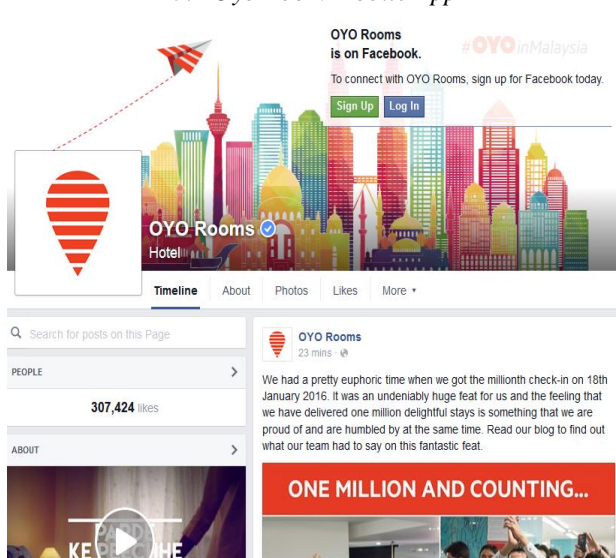 OYO Rooms
is on Facebook.
#OYOinMalaysia
To connect with OYO Rooms, sign up for Facebook today.
Sign Up Log In
OYO Rooms
Hotel
Timeline About Photos Likes More
Search for posts on this Page
PEOPLE
307,424 likes
ABOUT
PARDE
KE PEECHHE
OYO Rooms
23 mins ·
We had a pretty euphoric time when we got the millionth check-in on 18th
January 2016. It was an undeniably huge feat for us and the feeling that
we have delivered one million delightful stays is something that we are
proud of and are humbled by at the same time. Read our blog to find out
what our team had to say on this fantastic feat.
ONE MILLION AND COUNTING...